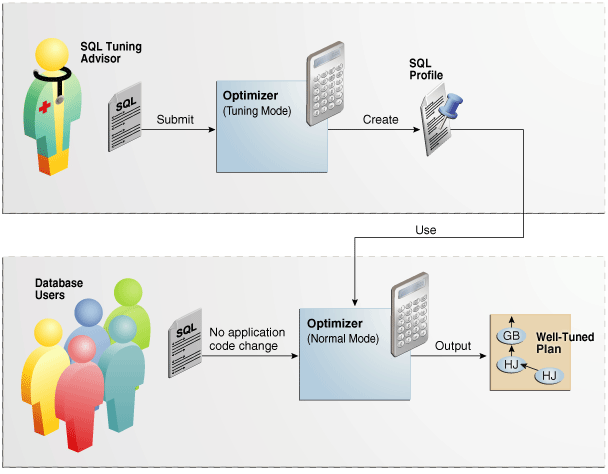 SQL Tuning
Advisor
SQL
Submit
Optimizer
(Tuning Mode)
Create
SQL
Profile
Use
Database
Users
SQL
No application
code change
Optimizer
(Normal Mode)
Output
GB
HJ
HJ
Well-Tuned
Plan